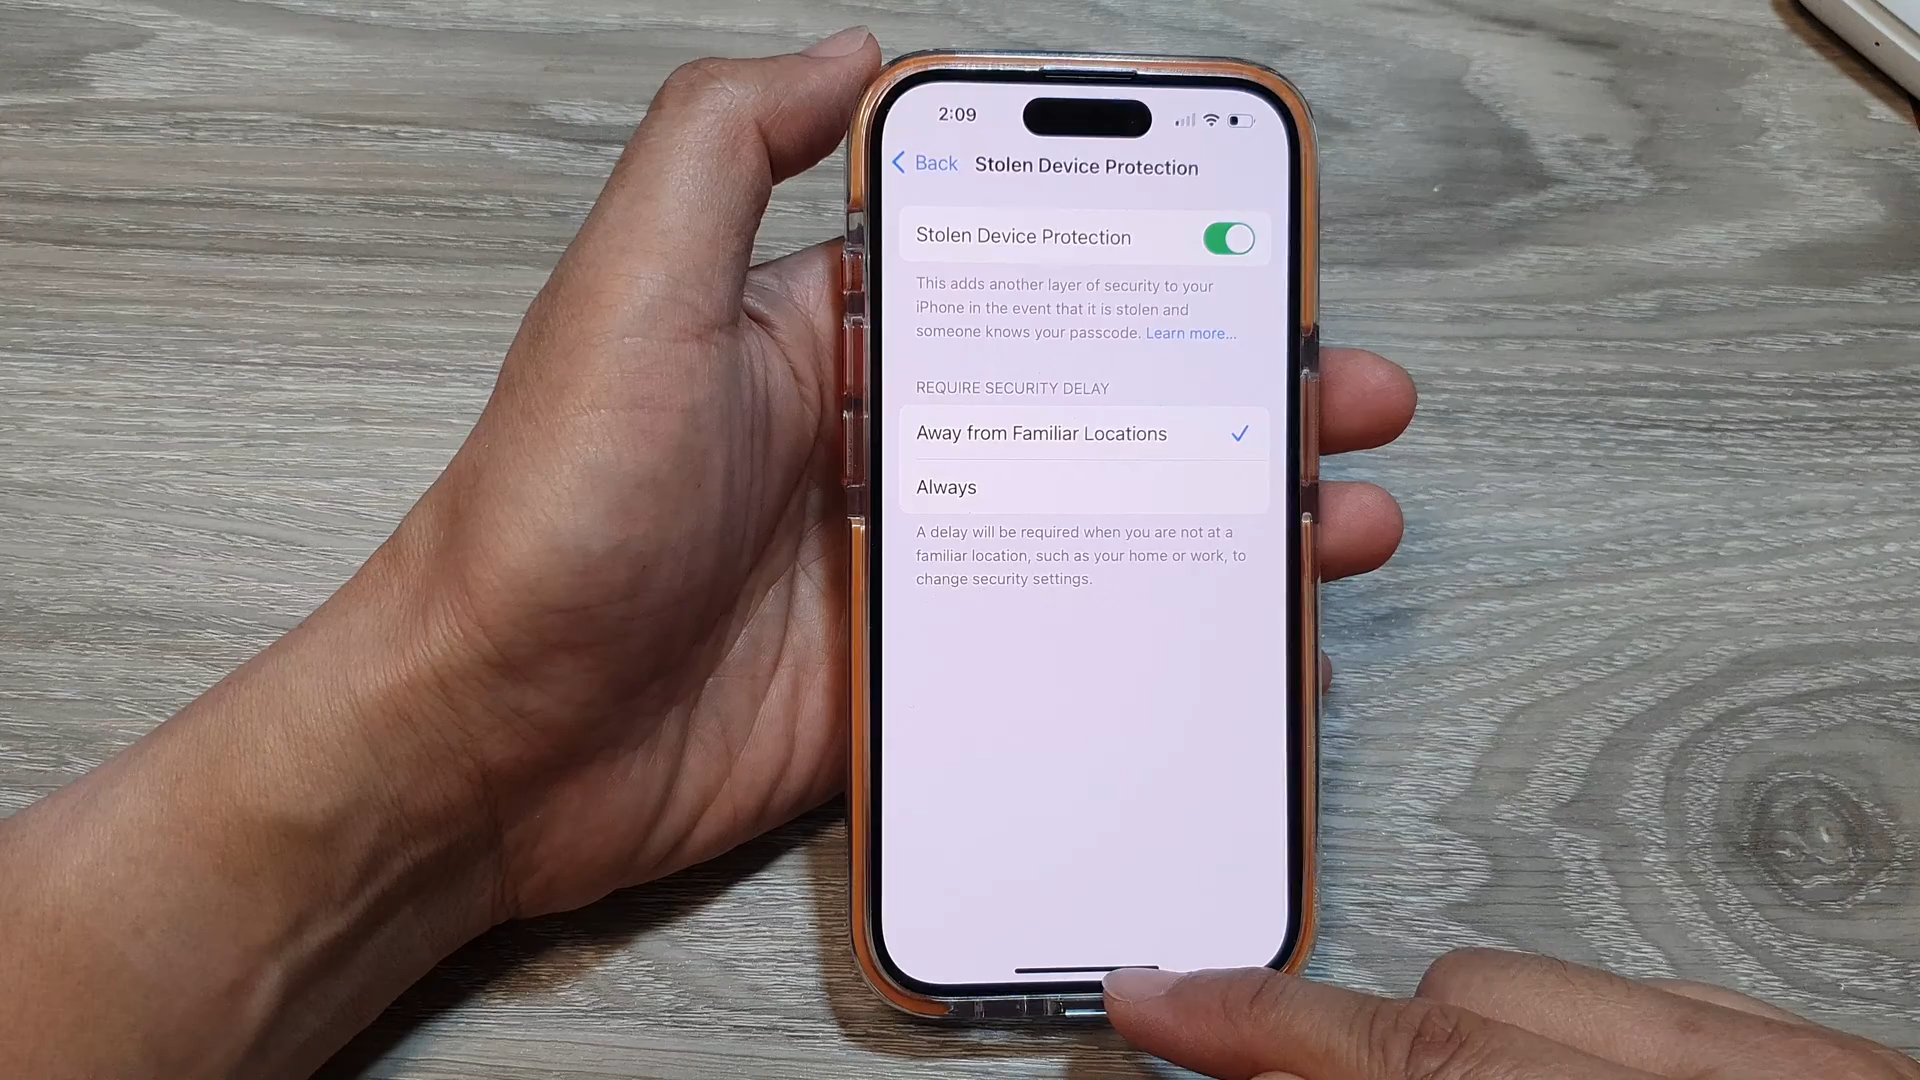 2:09
Back Stolen Device Protection
Stolen Device Protection
This adds another layer of security to your
iPhone in the event that it is stolen and
someone knows your passcode. Learn more...
REQUIRE SECURITY DELAY
Away from Familiar Locations
Always
A delay will be required when you are not at a
familiar location, such as your home or work, to
change security settings.